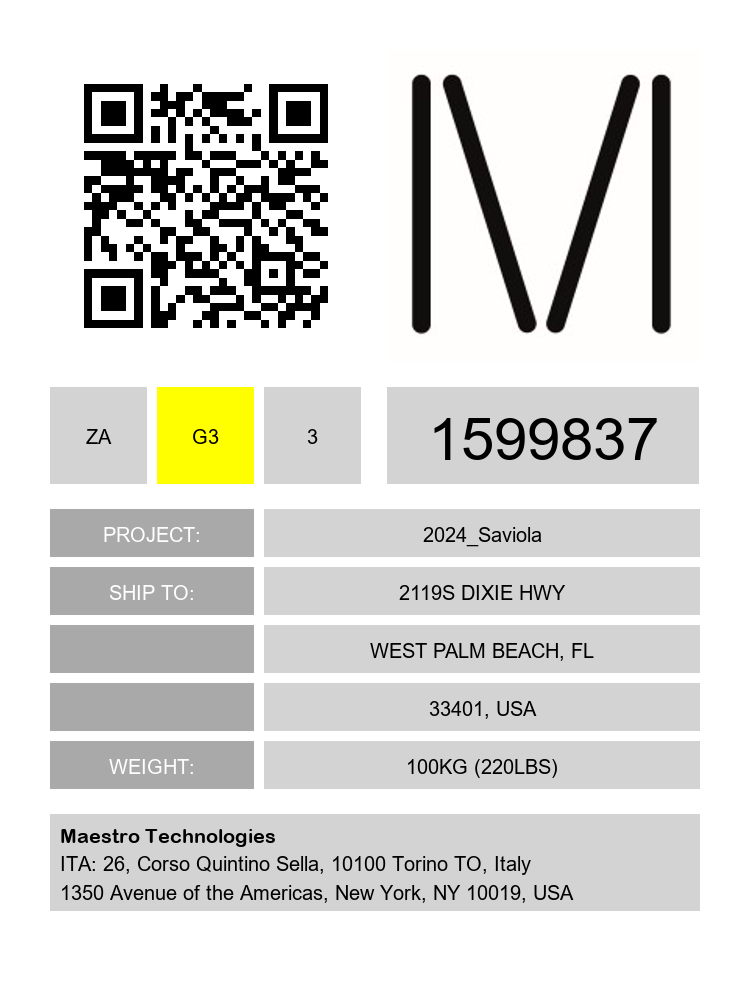 M
ZA G3 3 1599837
PROJECT: 2024_Saviola
SHIP TO: 2119S DIXIE HWY
WEST PALM BEACH, FL
33401, USA
WEIGHT: 100KG (220LBS)
Maestro Technologies
ITA: 26, Corso Quintino Sella, 10100 Torino TO, Italy
1350 Avenue of the Americas, New York, NY 10019, USA